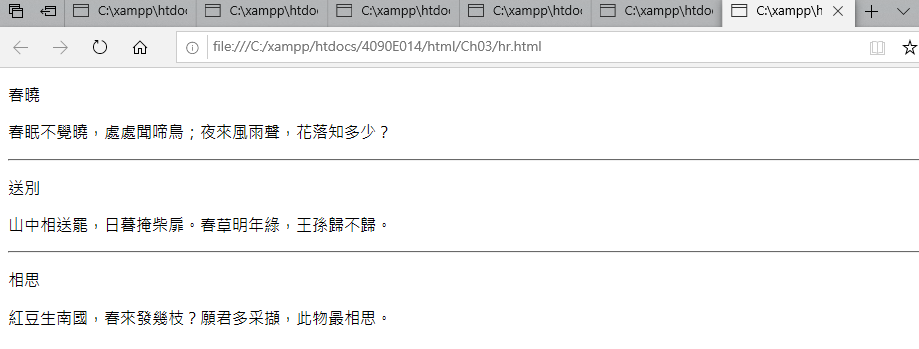 C:\xampp\htdoc
C:\xampp\htdoc
C:\xampp\htdoc
C:\xampp\htdoc
C:\xampp\htdoc
C:\xampp\h
file:///C:/xampp/htdocs/4090E014/html/Ch03/hr.html
春曉
春眠不覺曉，處處聞啼鳥；夜來風雨聲，花落知多少？
送別
山中相送罷，日暮掩柴扉。春草明年綠，王孫歸不歸。
相思
紅豆生南國，春來發幾枝？願君多采擷，此物最相思。